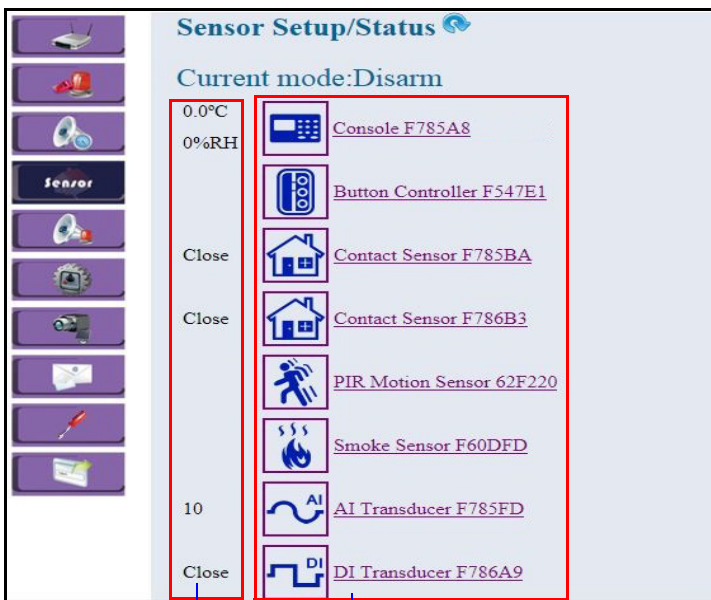 Sensor Setup/Status
Current mode:Disarm
0.0°C
0%RH
Console F785A8
Button Controller F547E1
Sensor
Close
Contact Sensor F785BA
Close
Contact Sensor F786B3
PIR Motion Sensor 62F220
Smoke Sensor F60DFD
10
AI
AI Transducer F785FD
Close
DI
DI Transducer F786A9